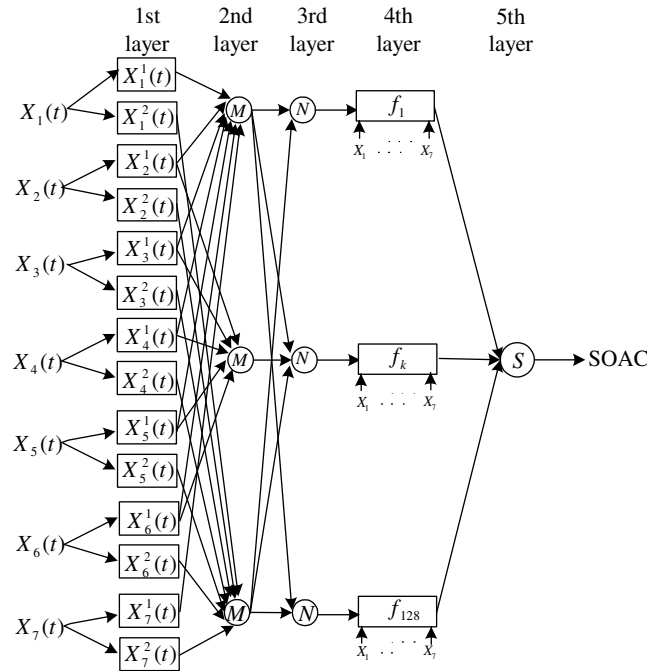 1st layer
2nd layer
3rd layer
4th layer
5th layer
X_1(t)
X_2(t)
X_3(t)
X_4(t)
X_5(t)
X_6(t)
X_7(t)
X_1^1(t)
X_1^2(t)
X_2^1(t)
X_2^2(t)
X_3^1(t)
X_3^2(t)
X_4^1(t)
X_4^2(t)
X_5^1(t)
X_5^2(t)
X_6^1(t)
X_6^2(t)
X_7^1(t)
X_7^2(t)
M
N
f_1
X_1 . . . . . X_7
M
N
f_k
X_1 . . . . . X_7
S
SOAC
M
N
f_128
X_1 . . . . . X_7